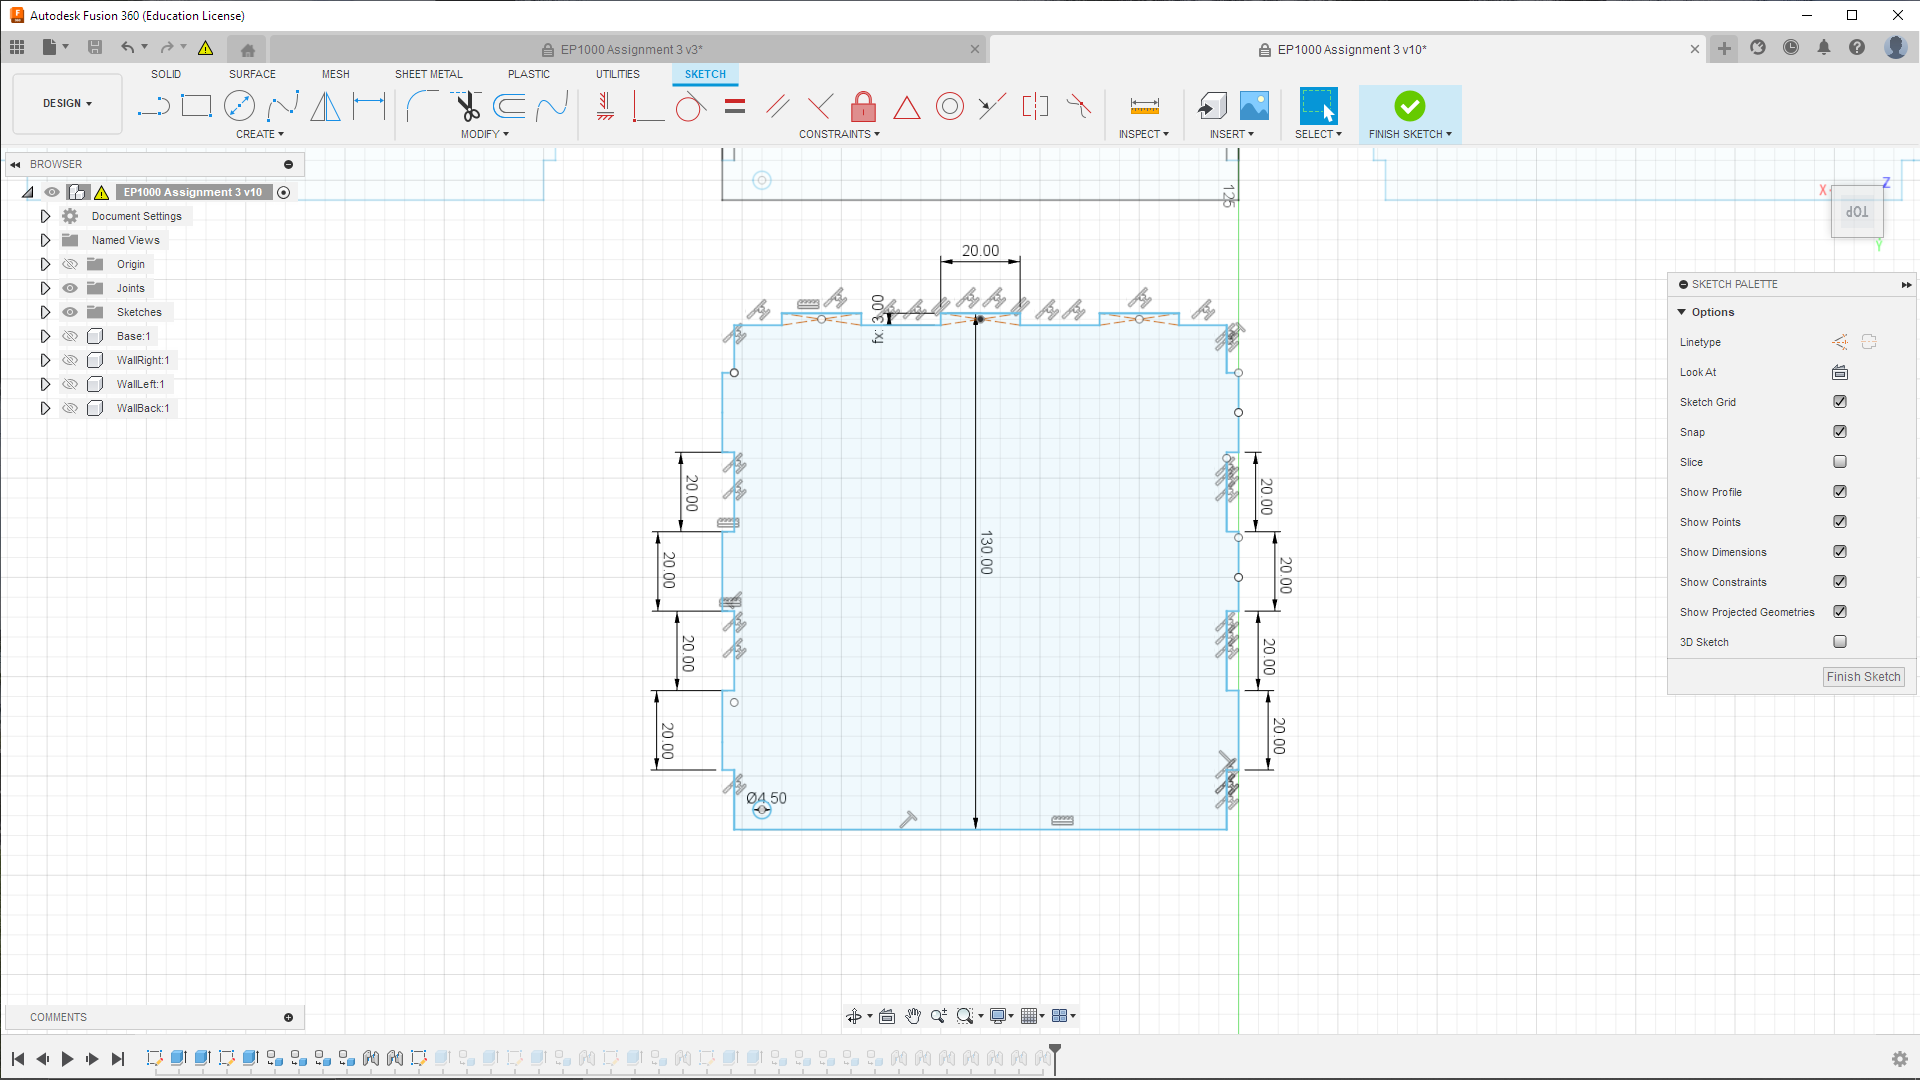 Autodesk Fusion 360 (Education License)
EP1000 Assignment 3 v3*
EP1000 Assignment 3 v10*
SOLID
SURFACE
MESH
SHEET METAL
PLASTIC
UTILITIES
SKETCH
DESIGN
CREATE
MODIFY
CONSTRAINTS
INSPECT
INSERT
SELECT
FINISH SKETCH
BROWSER
EP1000 Assignment 3 v10
Document Settings
Named Views
Origin
Joints
Sketches
Base:1
WallRight:1
WallLeft:1
WallBack:1
125
20.00
fx: 3.00
20.00
20.00
20.00
20.00
130.00
20.00
20.00
20.00
20.00
Ø4.50
X
Z
TOP
Y
SKETCH PALETTE
Options
Linetype
Look At
Sketch Grid
Snap
Slice
Show Profile
Show Points
Show Dimensions
Show Constraints
Show Projected Geometries
3D Sketch
Finish Sketch
COMMENTS